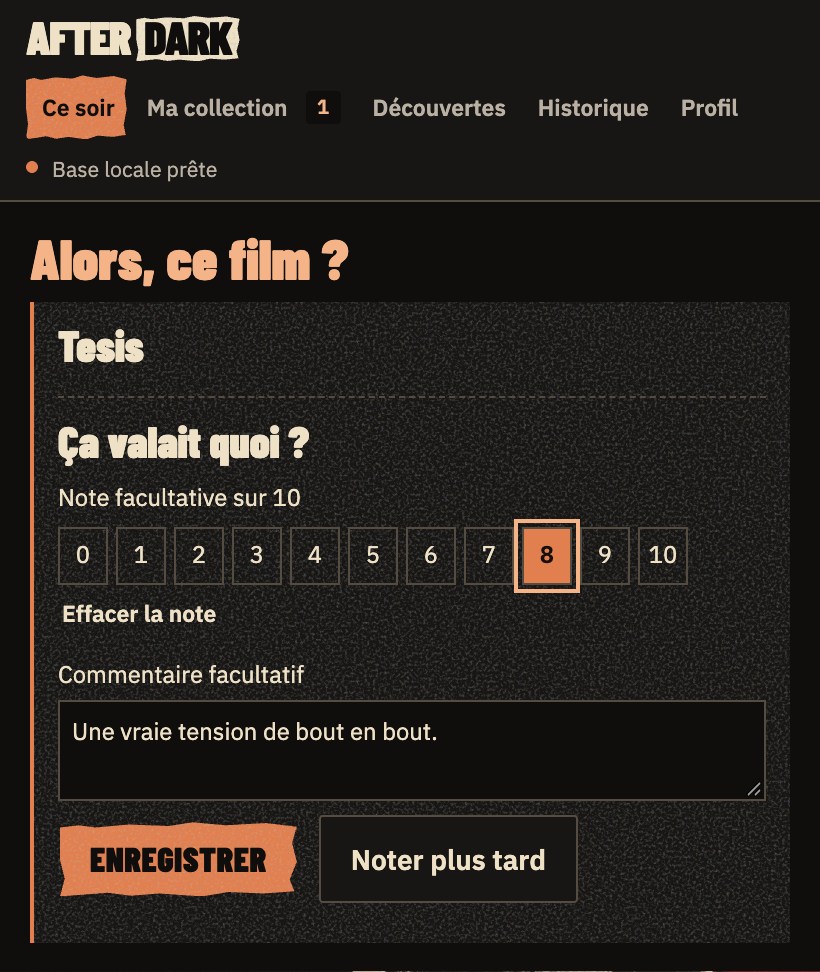 AFTER DARK
Ce soir Ma collection 1 Découvertes Historique Profil
Base locale prête
Alors, ce film ?
Tesis
Ça valait quoi ?
Note facultative sur 10
0 1 2 3 4 5 6 7 8 9 10
Effacer la note
Commentaire facultatif
Une vraie tension de bout en bout.
ENREGISTRER Noter plus tard